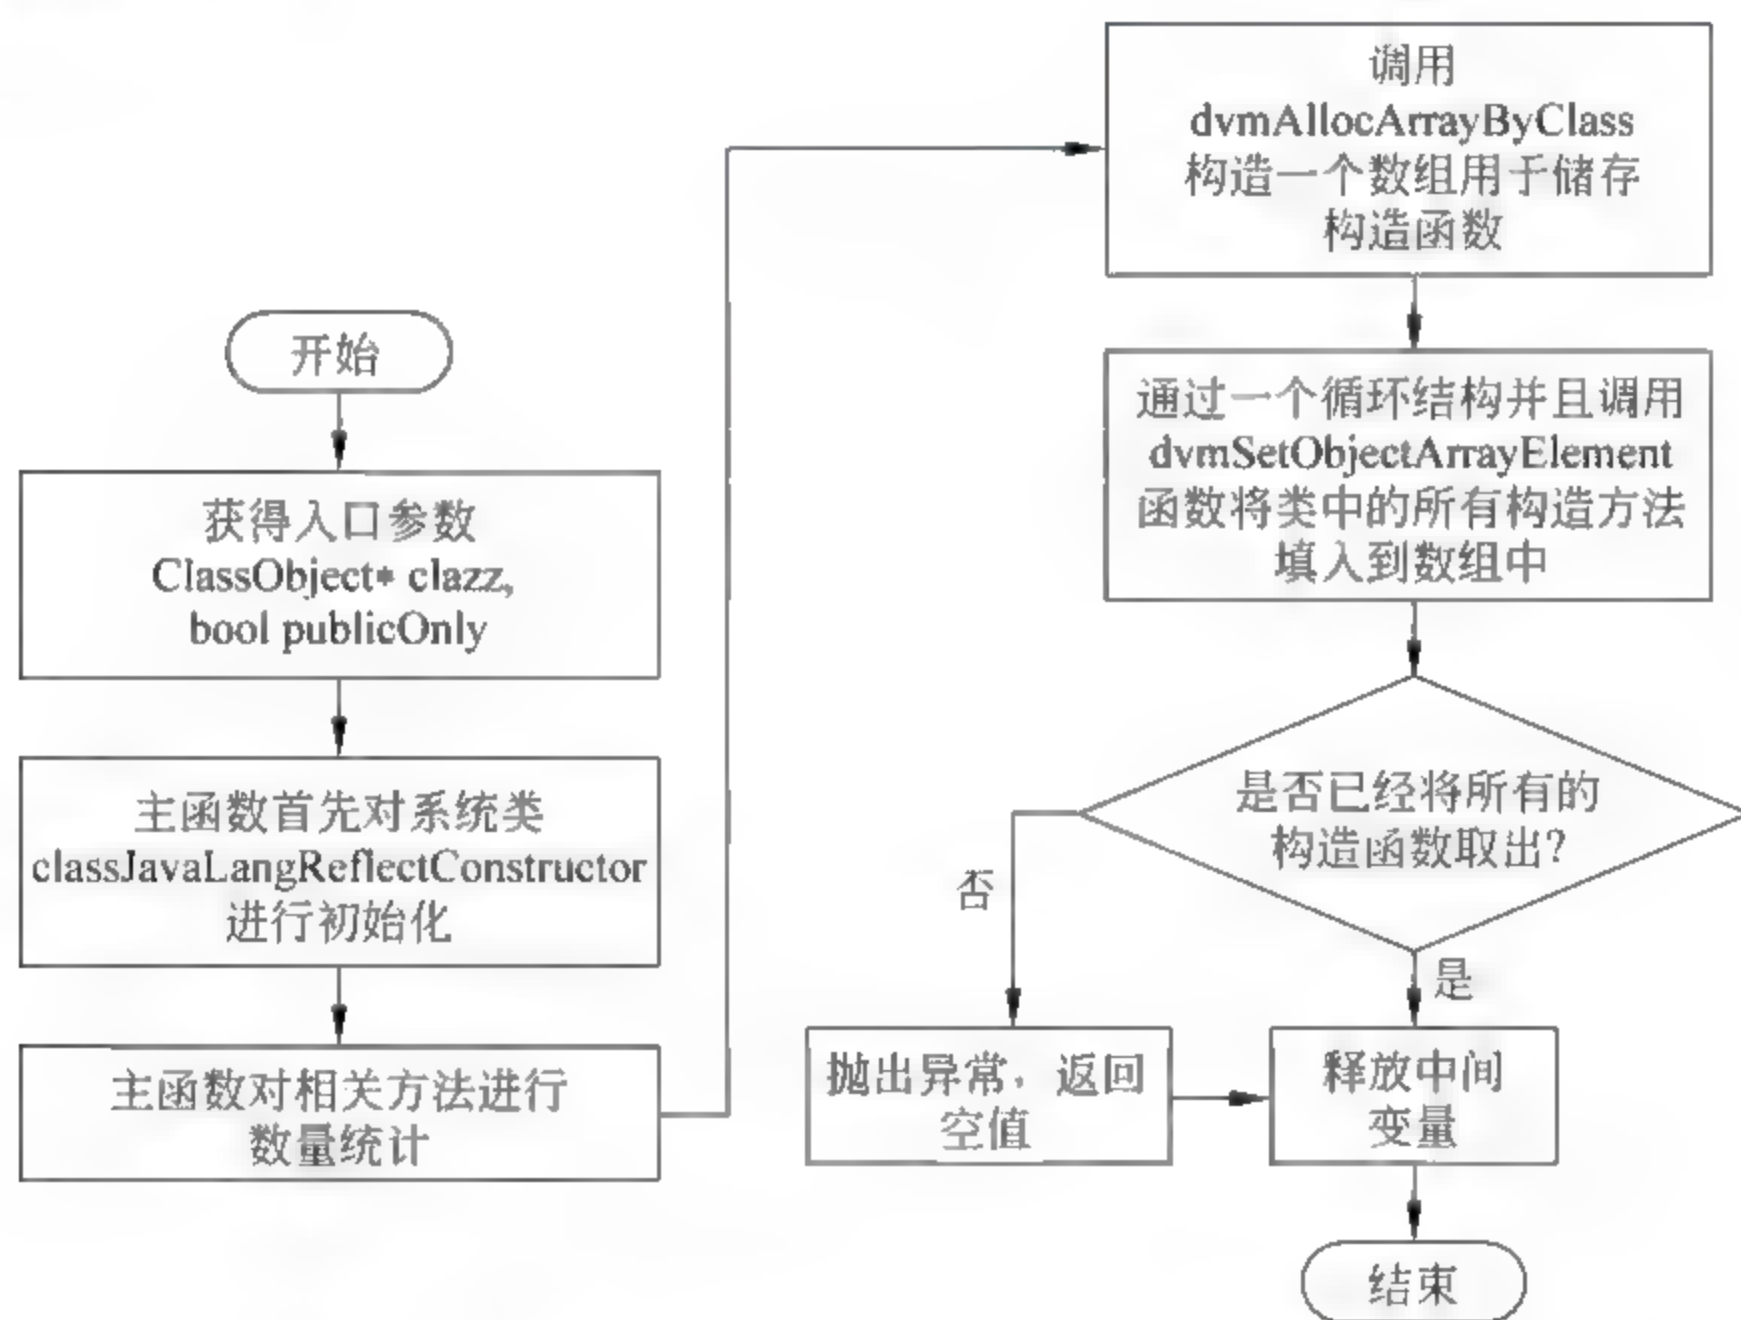 开始
获得入口参数
ClassObject* clazz,
bool publicOnly
主函数首先对系统类
classJavaLangReflectConstructor
进行初始化
主函数对相关方法进行
数量统计
调用
dvmAllocArrayByClass
构造一个数组用于储存
构造函数
通过一个循环结构并且调用
dvmSetObjectArrayElement
函数将类中的所有构造方法
填入到数组中
是否已经将所有的
构造函数取出?
否
是
抛出异常，返回
空值
释放中间
变量
结束